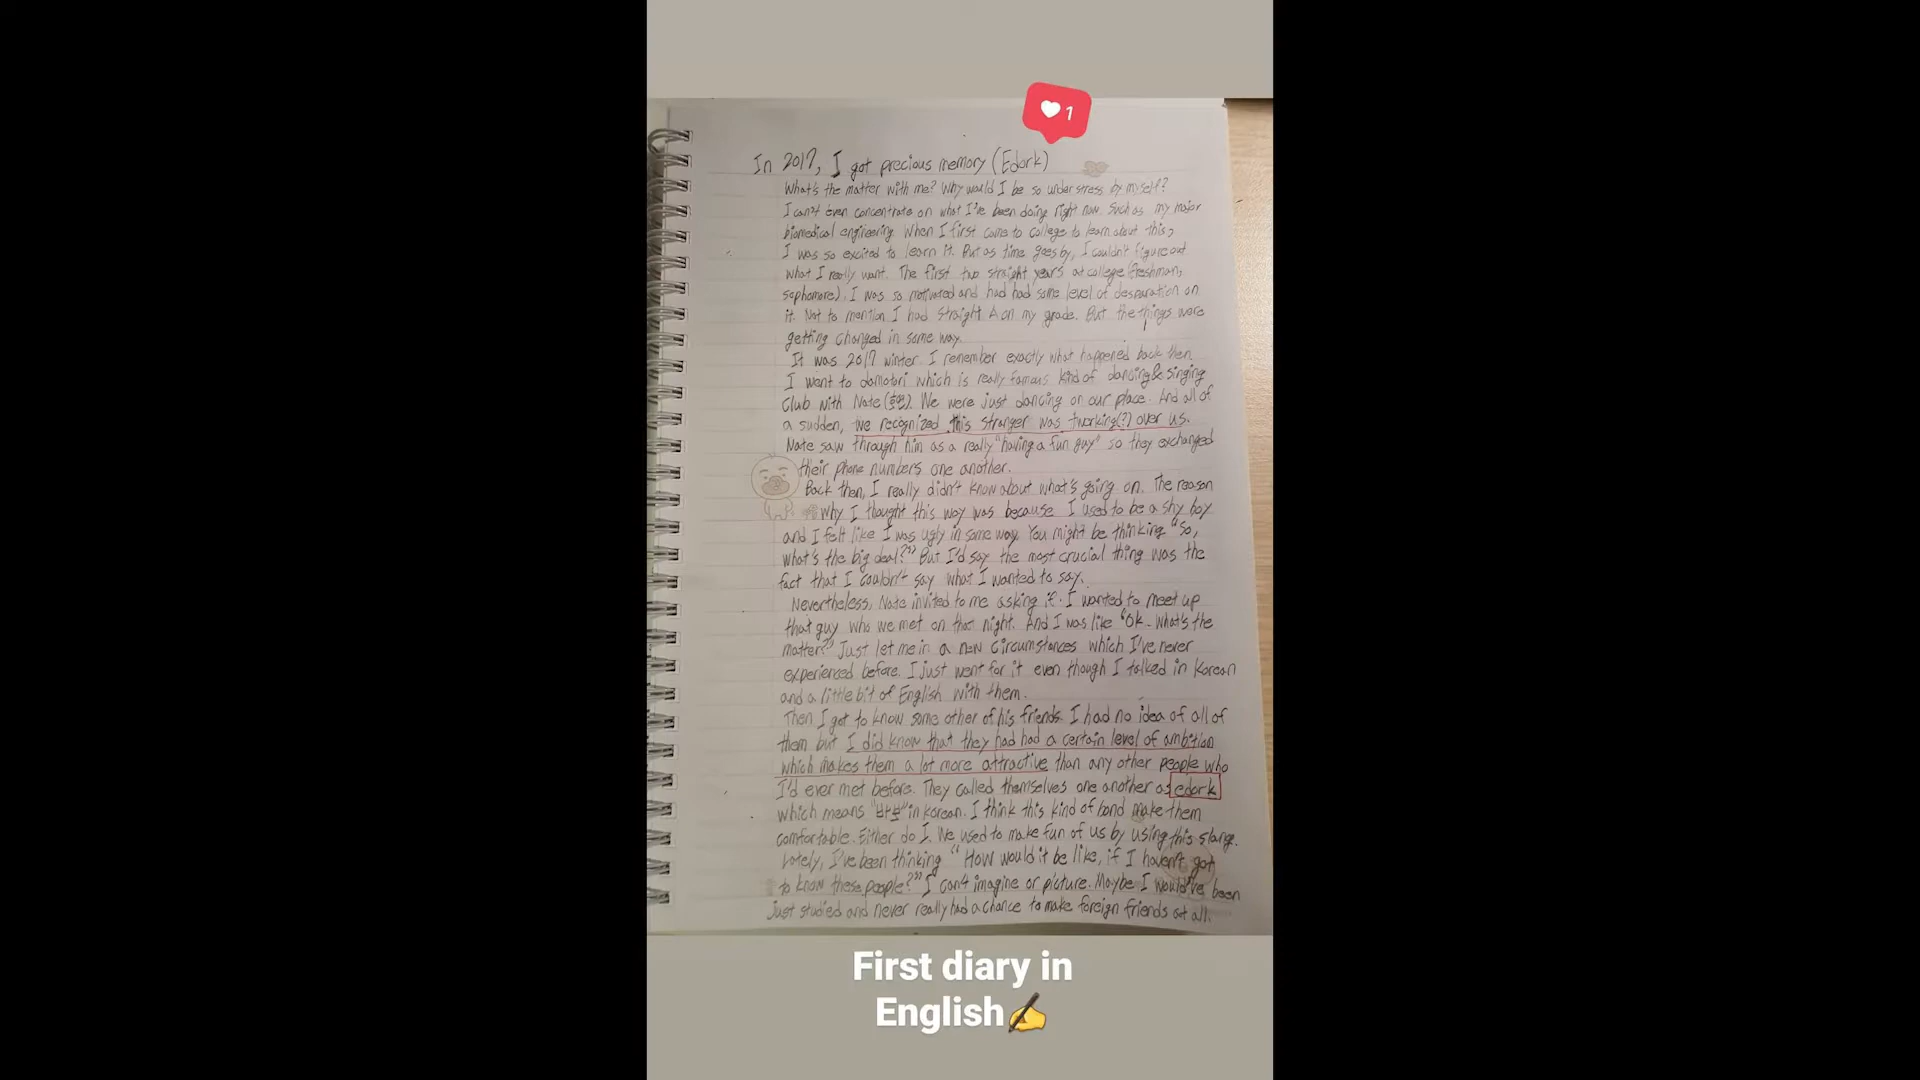 1
In 2017, I got precious memory (Edork)
What's the matter with me? Why would I be so under stress by myself?
I can't even concentrate on what I've been doing right now. Such as my major
biomedical engineering. When I first came to college to learn about this,
I was so excited to learn it. But as time goes by, I couldn't figure out
what I really want. The first two straight years at college (freshman,
sophomore), I was so motivated and had had some level of desparation on
it. Not to mention I had straight A on my grade. But the things were
getting changed in some way.
It was 2017 winter. I remember exactly what happened back then.
I went to damotori which is really famous kind of dancing & singing
club with Nate We were just dancing on our place. And all of
a sudden, we recognized this stranger was twerking(?) over us.
Nate saw through him as a really "having a fun guy" so they exchanged
their phone numbers one another.
Back then, I really didn't know about what's going on. The reason
why I thought this way was because I used to be a shy boy
and I felt like I was ugly in some way. You might be thinking "So,
what's the big deal?" But I'd say the most crucial thing was the
fact that I couldn't say what I wanted to say.
Nevertheless, Nate invited to me asking if I wanted to meet up
that guy who we met on that night. And I was like "Ok. What's the
matter?" Just let me in a new circumstances which I've never
experienced before. I just went for it even though I talked in Korean
and a little bit of English with them.
Then I got to know some other of his friends. I had no idea of all of
them but I did know that they had had a certain level of ambition
which makes them a lot more attractive than any other people who
I'd ever met before. They called themselves one another as edork
which means "바보" in korean. I think this kind of bond make them
comfortable. Either do I. We used to make fun of us by using this slang.
Lately, I've been thinking "How would it be like, if I haven't got
to know these people?" I can't imagine or picture. Maybe I would've been
just studied and never really had a chance to make foreign friends at all.
First diary in
English✍